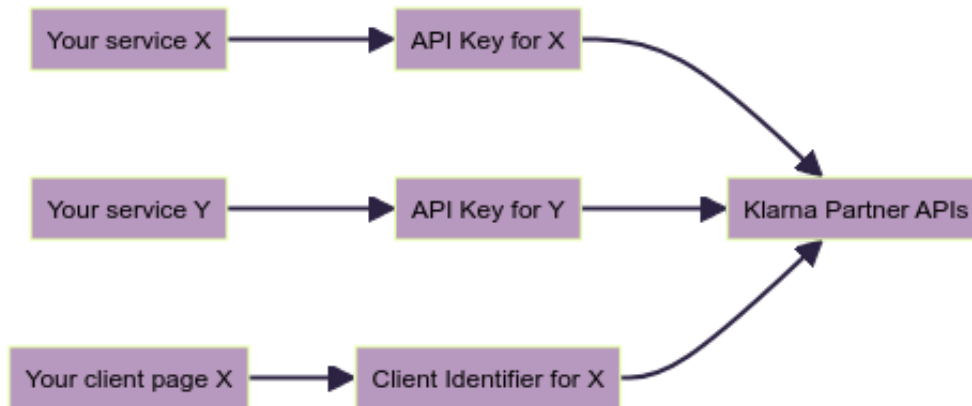 Your service X
API Key for X
Your service Y
API Key for Y
Klarna Partner APIs
Your client page X
Client Identifier for X